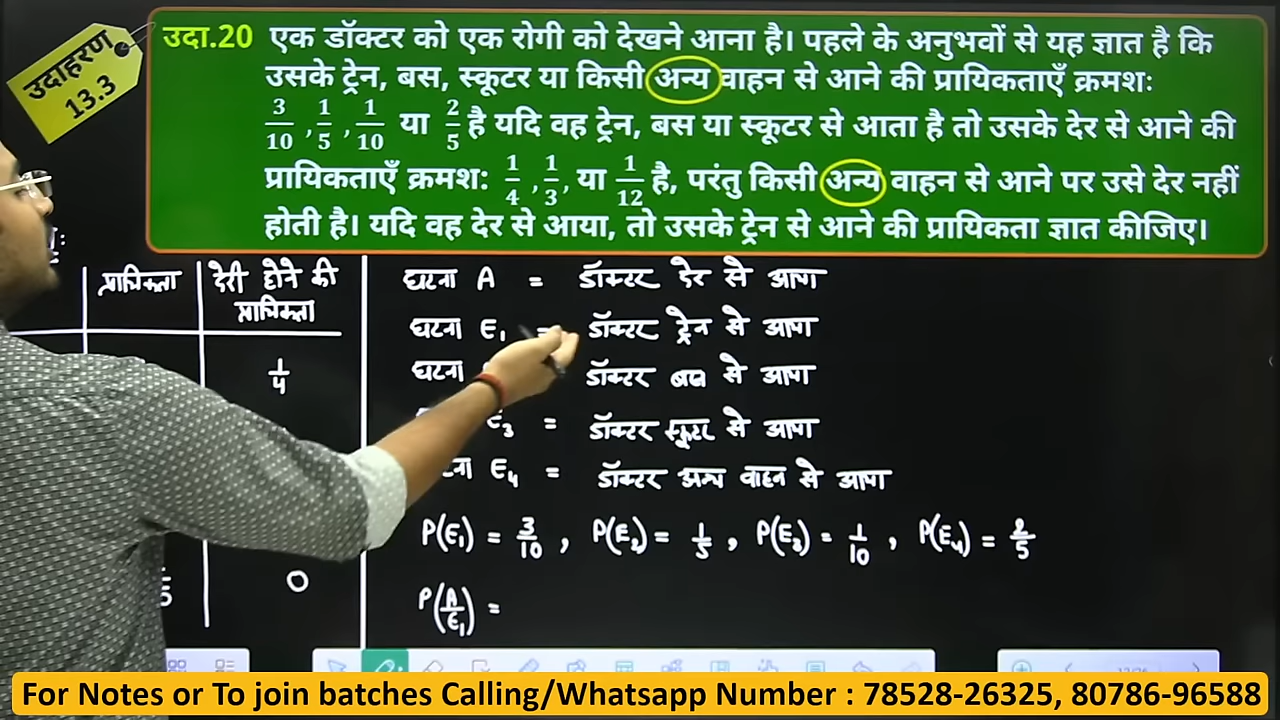 उदाहरण
13.3
उदा.20 एक डॉक्टर को एक रोगी को देखने आना है। पहले के अनुभवों से यह ज्ञात है कि
उसके ट्रेन, बस, स्कूटर या किसी अन्य वाहन से आने की प्रायिकताएँ क्रमशः
3/10 , 1/5 , 1/10 या 2/5 है यदि वह ट्रेन, बस या स्कूटर से आता है तो उसके देर से आने की
प्रायिकताएँ क्रमश: 1/4 , 1/3 , या 1/12 है, परंतु किसी अन्य वाहन से आने पर उसे देर नहीं
होती है। यदि वह देर से आया, तो उसके ट्रेन से आने की प्रायिकता ज्ञात कीजिए।
प्रायिकता
देरी होने की
प्रायिकता
1/4
0
घटना A = डॉक्टर देर से आया
घटना E₁ = डॉक्टर ट्रेन से आया
घटना डॉक्टर बस से आया
E₃ = डॉक्टर स्कूटर से आया
E₄ = डॉक्टर अन्य वाहन से आया
P(E₁) = 3/10 , P(E₂) = 1/5 , P(E₃) = 1/10 , P(E₄) = 2/5
P(A/E₁) =
For Notes or To join batches Calling/Whatsapp Number : 78528-26325, 80786-96588